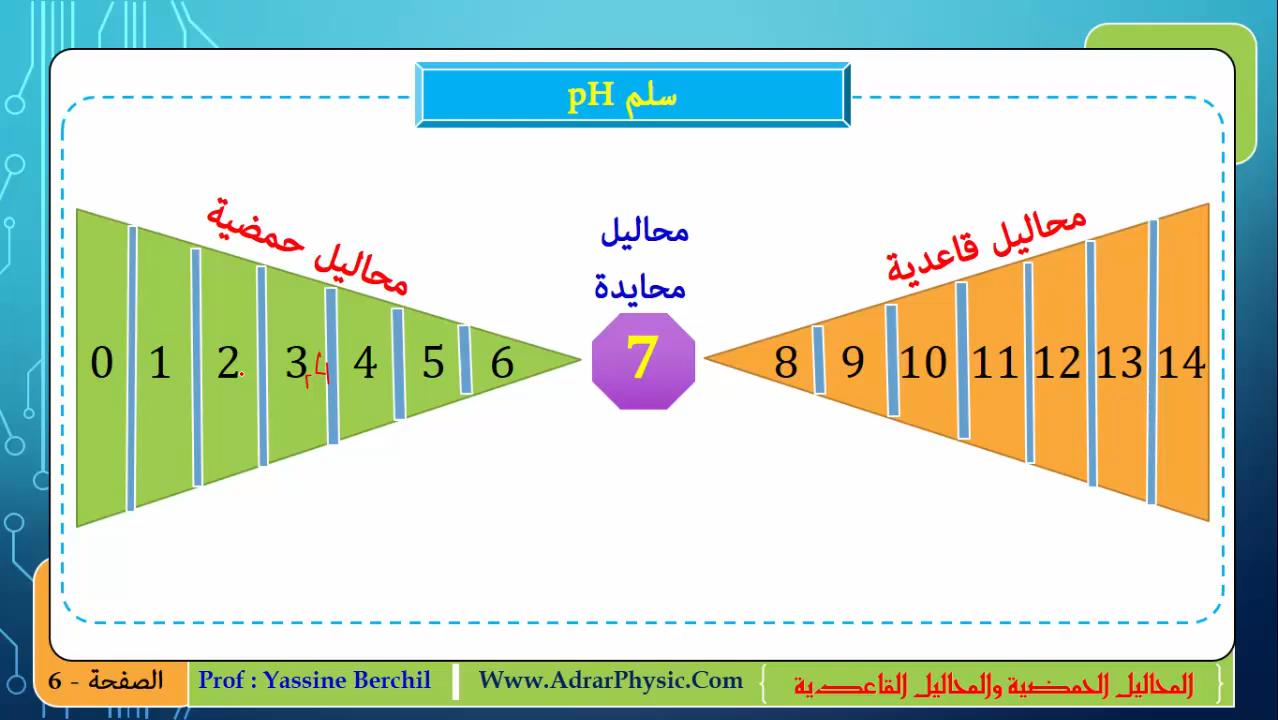 سلم pH
محاليل حمضية
محاليل
محايدة
محاليل قاعدية
0 1 2 3 4 5 6 7 8 9 10 11 12 13 14
الصفحة - 6
Prof : Yassine Berchil
Www.AdrarPhysic.Com
المحاليل الحمضية والمحاليل القاعدية